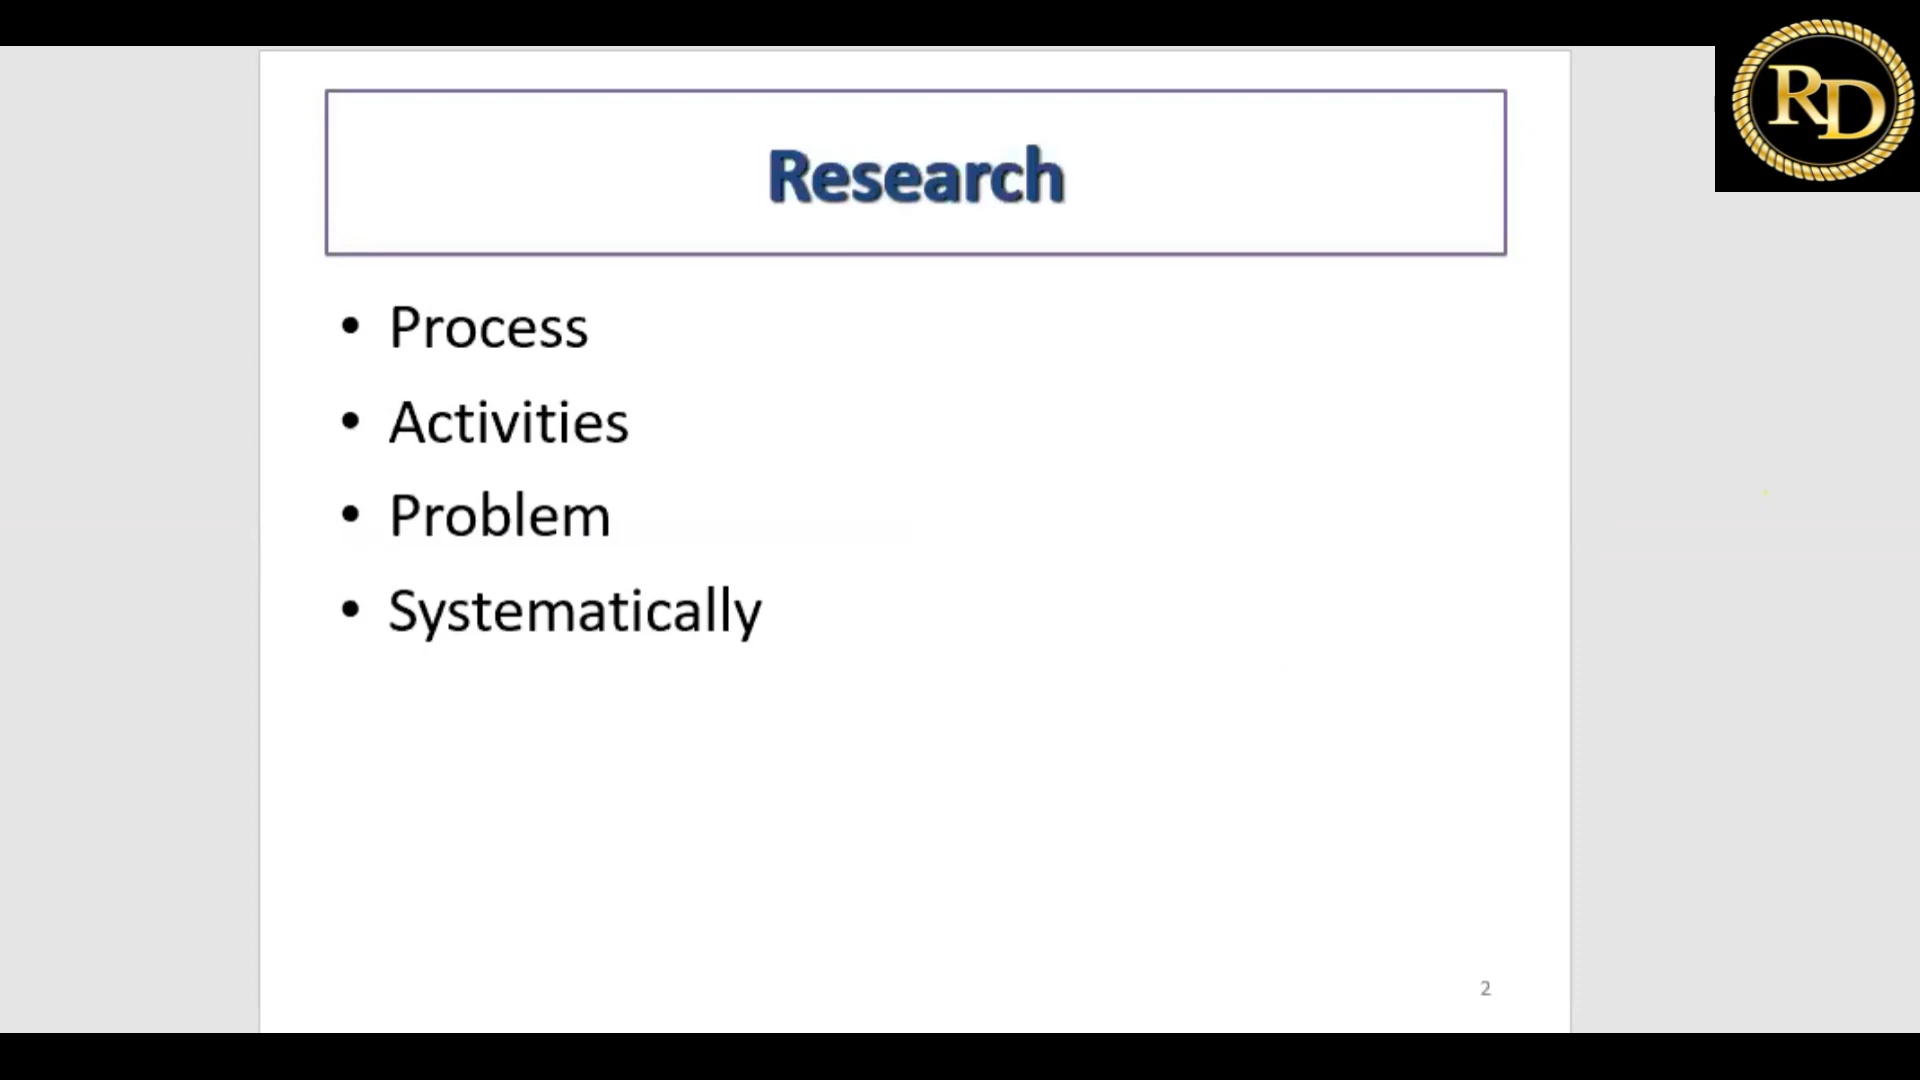 RD
Research
• Process
• Activities
• Problem
• Systematically
2